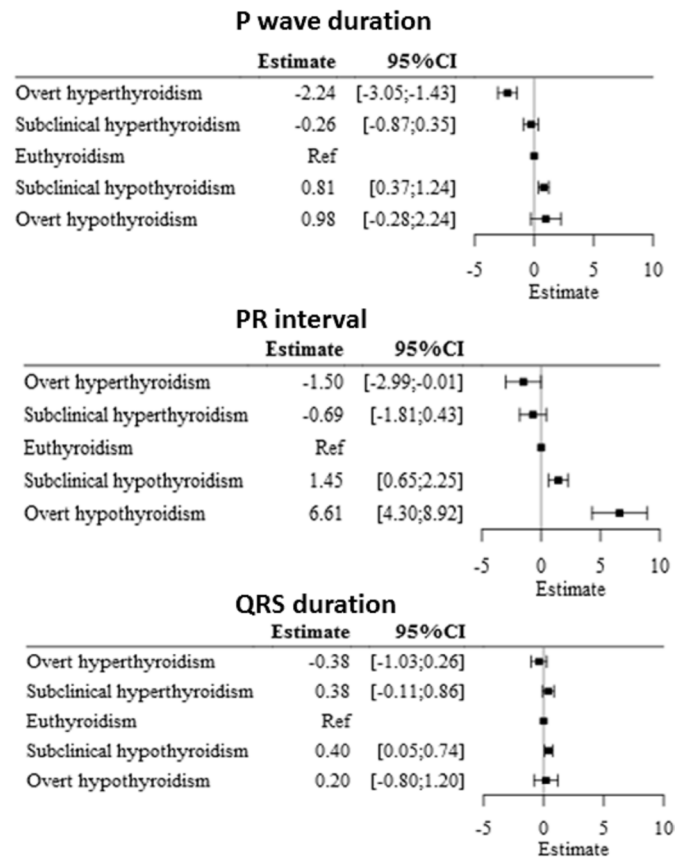 P wave duration
Estimate 95%CI
Overt hyperthyroidism -2.24 [-3.05;-1.43]
Subclinical hyperthyroidism -0.26 [-0.87;0.35]
Euthyroidism Ref
Subclinical hypothyroidism 0.81 [0.37;1.24]
Overt hypothyroidism 0.98 [-0.28;2.24]
-5 0 5 10
Estimate
PR interval
Estimate 95%CI
Overt hyperthyroidism -1.50 [-2.99;-0.01]
Subclinical hyperthyroidism -0.69 [-1.81;0.43]
Euthyroidism Ref
Subclinical hypothyroidism 1.45 [0.65;2.25]
Overt hypothyroidism 6.61 [4.30;8.92]
-5 0 5 10
Estimate
QRS duration
Estimate 95%CI
Overt hyperthyroidism -0.38 [-1.03;0.26]
Subclinical hyperthyroidism 0.38 [-0.11;0.86]
Euthyroidism Ref
Subclinical hypothyroidism 0.40 [0.05;0.74]
Overt hypothyroidism 0.20 [-0.80;1.20]
-5 0 5 10
Estimate